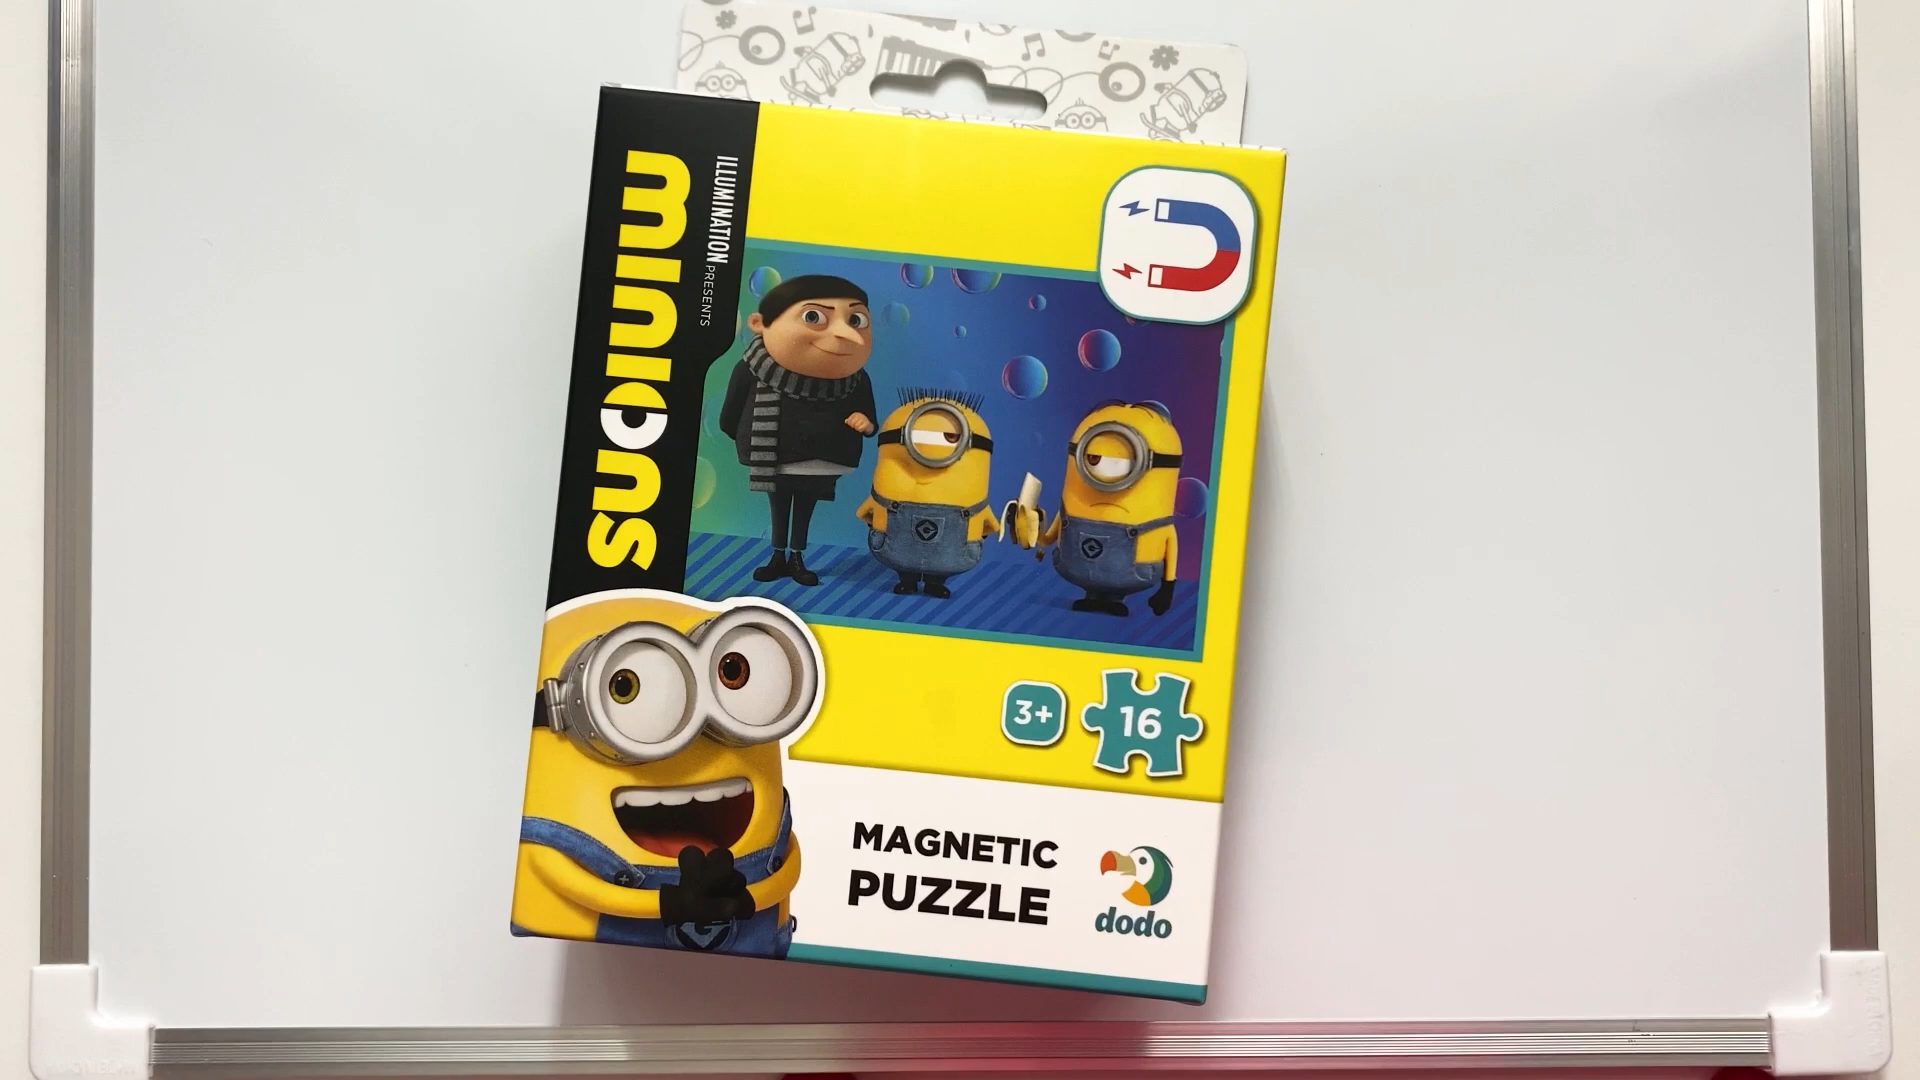 ILLUMINATION PRESENTS
MINIONS
3+
16
MAGNETIC
PUZZLE
dodo